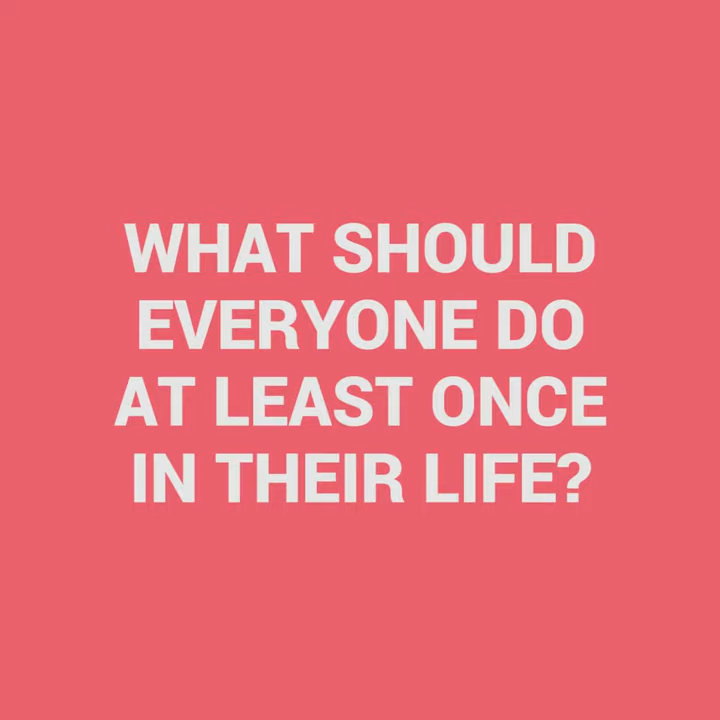 WHAT SHOULD
EVERYONE DO
AT LEAST ONCE
IN THEIR LIFE?